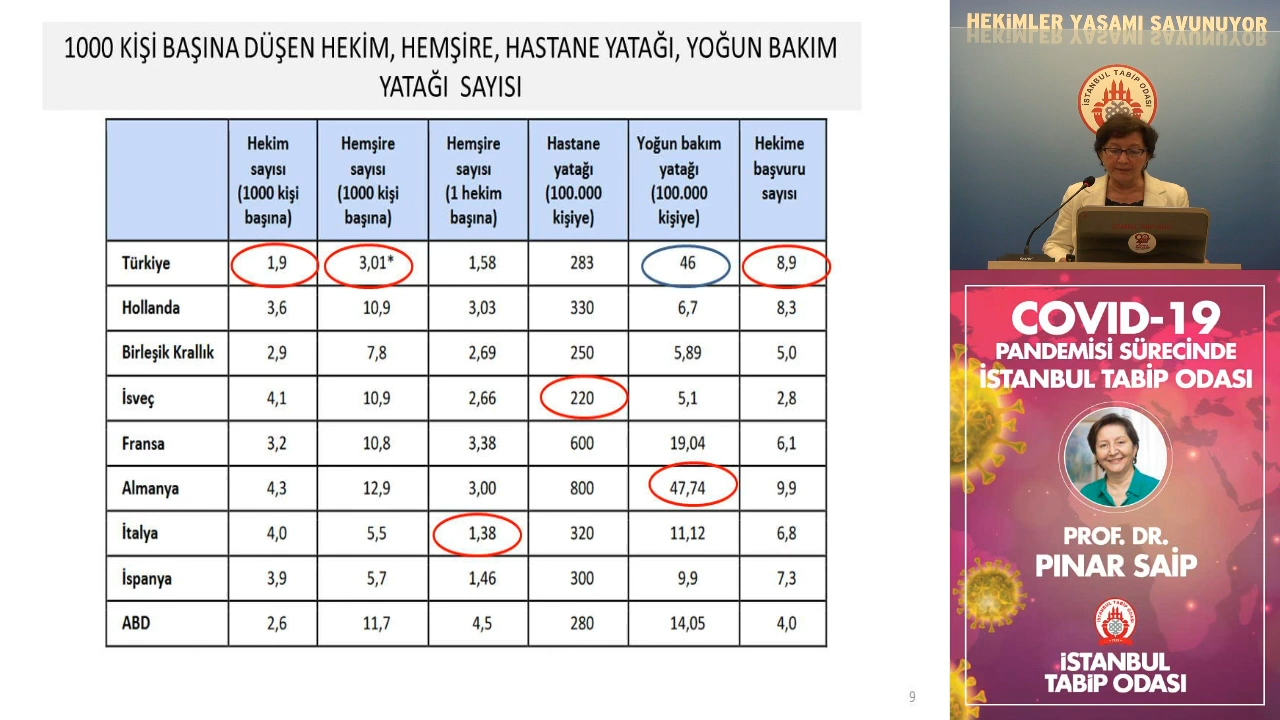 1000 KİŞİ BAŞINA DÜŞEN HEKİM, HEMŞİRE, HASTANE YATAĞI, YOĞUN BAKIM
YATAĞI SAYISI
Hekim sayısı (1000 kişi başına) Hemşire sayısı (1000 kişi başına) Hemşire sayısı (1 hekim başına) Hastane yatağı (100.000 kişiye) Yoğun bakım yatağı (100.000 kişiye) Hekime başvuru sayısı
Türkiye 1,9 3,01* 1,58 283 46 8,9
Hollanda 3,6 10,9 3,03 330 6,7 8,3
Birleşik Krallık 2,9 7,8 2,69 250 5,89 5,0
İsveç 4,1 10,9 2,66 220 5,1 2,8
Fransa 3,2 10,8 3,38 600 19,04 6,1
Almanya 4,3 12,9 3,00 800 47,74 9,9
İtalya 4,0 5,5 1,38 320 11,12 6,8
İspanya 3,9 5,7 1,46 300 9,9 7,3
ABD 2,6 11,7 4,5 280 14,05 4,0
9
HEKİMLER YAŞAMI SAVUNUYOR
İSTANBUL TABİP ODASI
COVID-19
PANDEMİSİ SÜRECİNDE
İSTANBUL TABİP ODASI
PROF. DR.
PINAR SAİP
İSTANBUL
TABİP ODASI